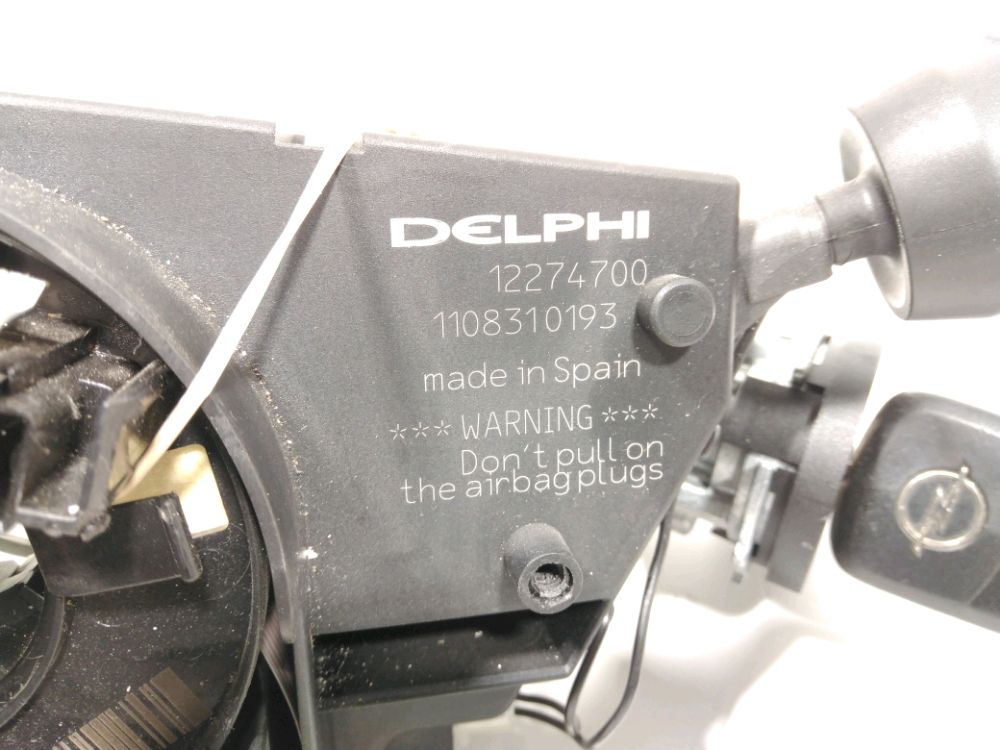 DELPHI
12274700
1108310193
made in Spain
*** WARNING ***
Don't pull on
the airbag plugs